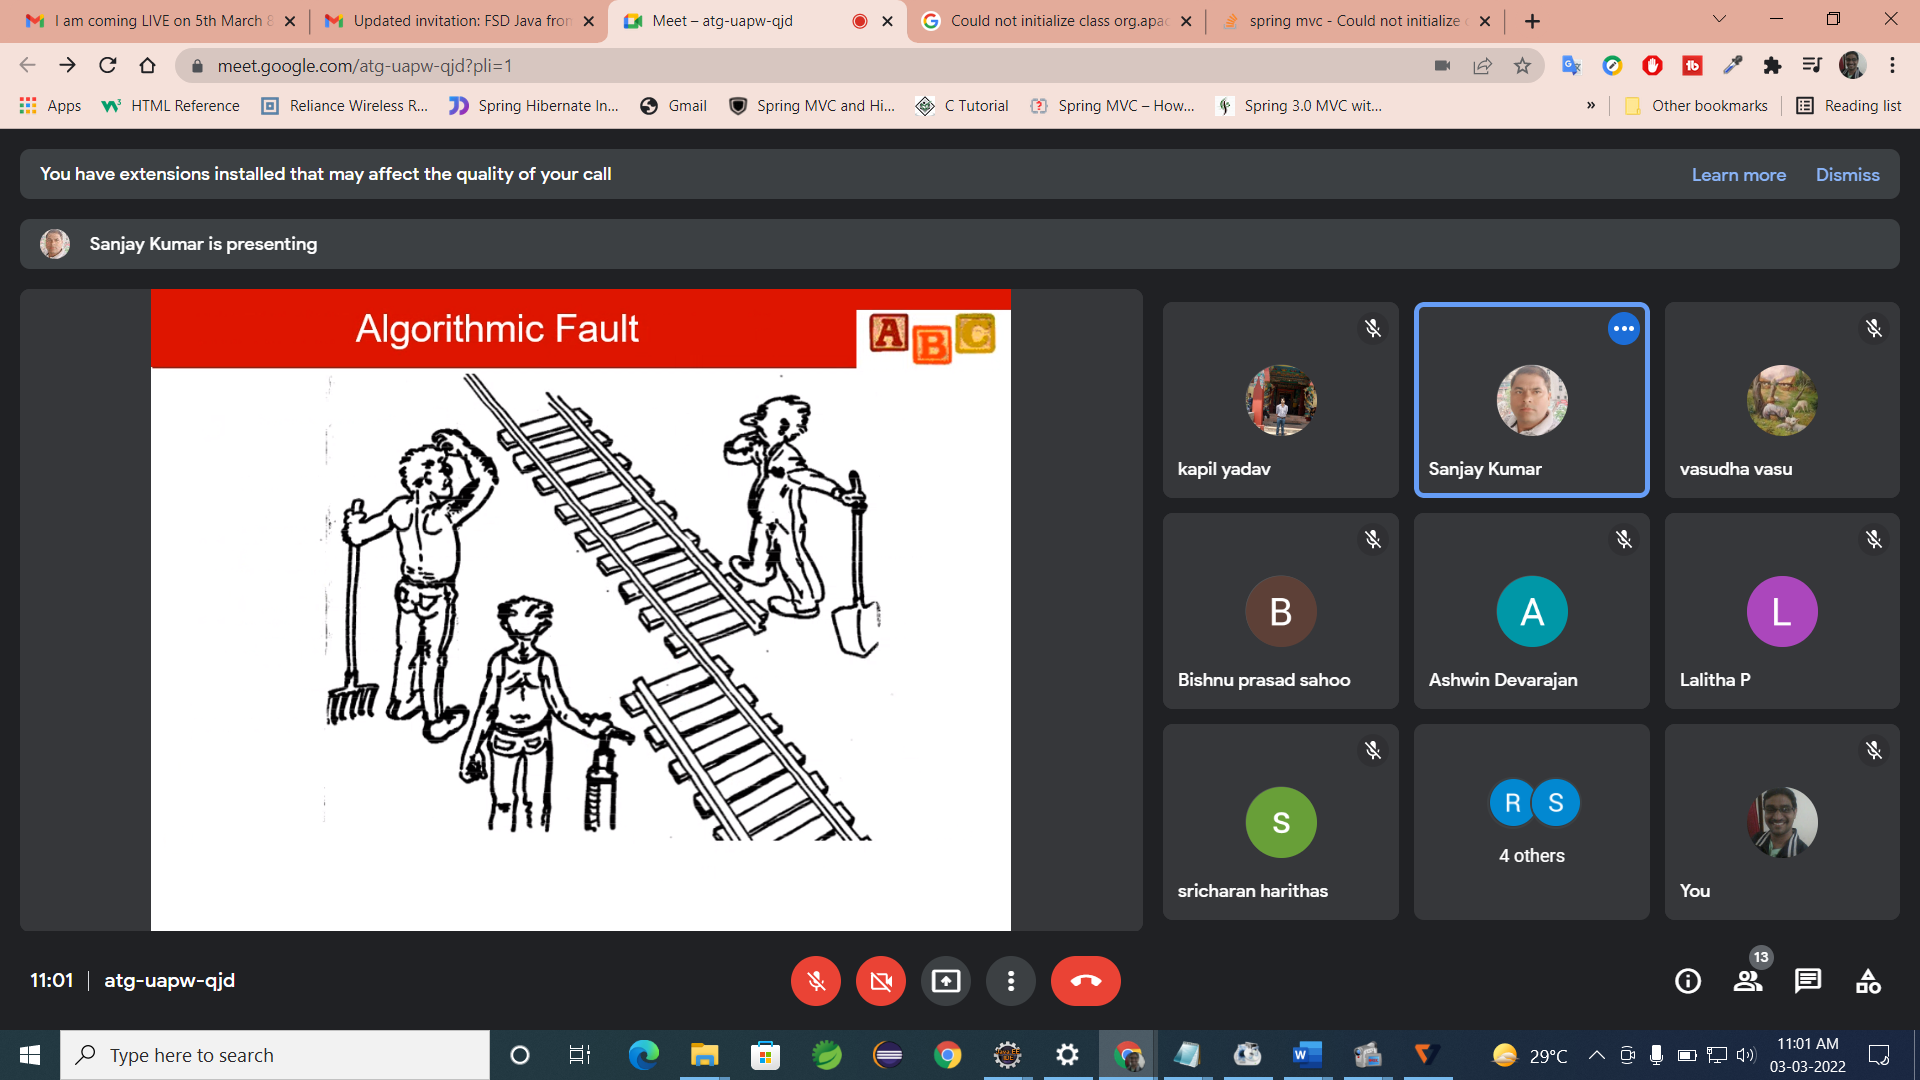 I am coming LIVE on 5th March 8
Updated invitation: FSD Java fron
Meet – atg-uapw-qjd
Could not initialize class org.apac
spring mvc - Could not initialize c
meet.google.com/atg-uapw-qjd?pli=1
Apps
HTML Reference
Reliance Wireless R...
Spring Hibernate In...
Gmail
Spring MVC and Hi...
C Tutorial
Spring MVC – How...
Spring 3.0 MVC wit...
»
Other bookmarks
Reading list
You have extensions installed that may affect the quality of your call
Learn more
Dismiss
Sanjay Kumar is presenting
Algorithmic Fault
A B C
kapil yadav
Sanjay Kumar
vasudha vasu
B
Bishnu prasad sahoo
A
Ashwin Devarajan
L
Lalitha P
S
sricharan harithas
R S
4 others
You
11:01 | atg-uapw-qjd
13
Type here to search
29°C
11:01 AM
03-03-2022